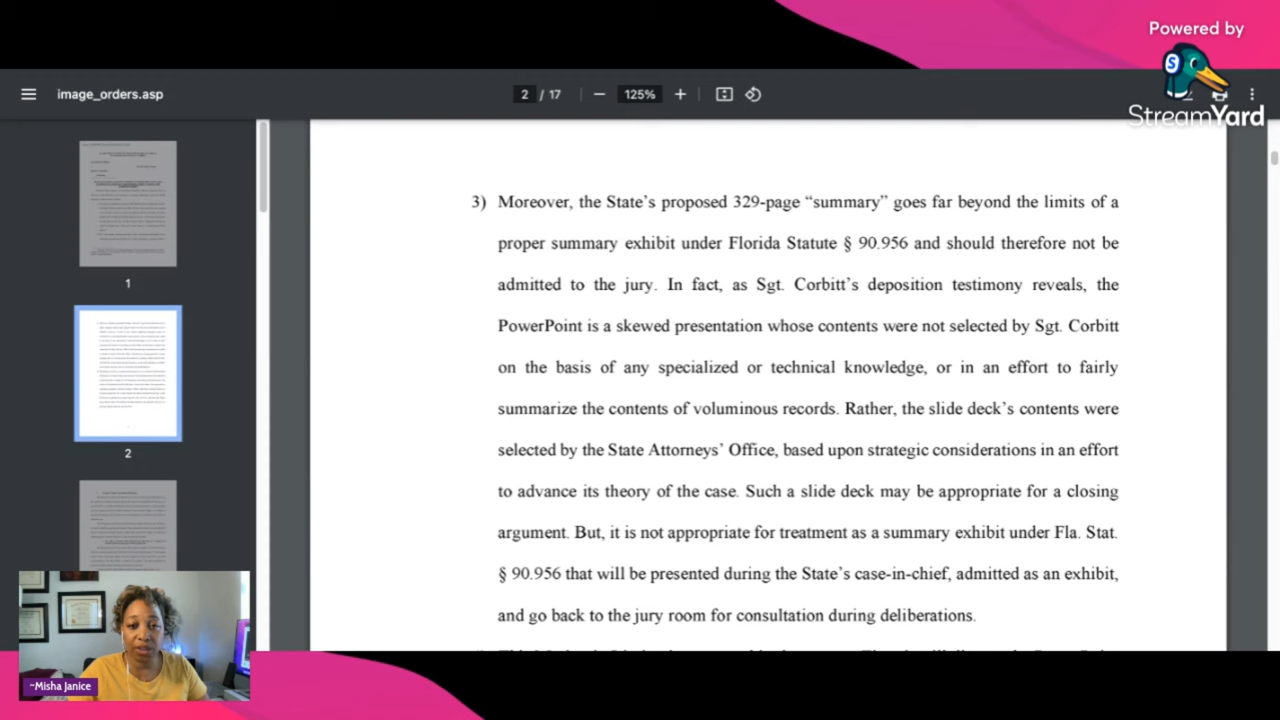 Powered by
StreamYard
image_orders.asp
2 / 17
125%
3) Moreover, the State's proposed 329-page “summary” goes far beyond the limits of a
proper summary exhibit under Florida Statute § 90.956 and should therefore not be
admitted to the jury. In fact, as Sgt. Corbitt's deposition testimony reveals, the
PowerPoint is a skewed presentation whose contents were not selected by Sgt. Corbitt
on the basis of any specialized or technical knowledge, or in an effort to fairly
summarize the contents of voluminous records. Rather, the slide deck's contents were
selected by the State Attorneys' Office, based upon strategic considerations in an effort
to advance its theory of the case. Such a slide deck may be appropriate for a closing
argument. But, it is not appropriate for treatment as a summary exhibit under Fla. Stat.
§ 90.956 that will be presented during the State's case-in-chief, admitted as an exhibit,
and go back to the jury room for consultation during deliberations.
1
2
~Misha Janice